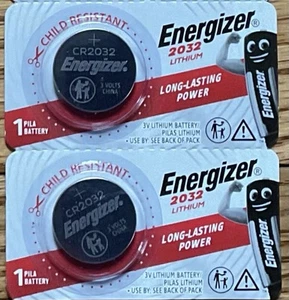 CHILD RESISTANT
CR2032
Energizer
3 VOLTS
CHINA
1 PILA
BATTERY
Energizer
2032
LITHIUM
LONG-LASTING
POWER
3V LITHIUM BATTERY
PILAS LITHIUM
• USE BY: SEE BACK OF PACK
CHILD RESISTANT
CR2032
Energizer
3 VOLTS
CHINA
1 PILA
BATTERY
Energizer
2032
LITHIUM
LONG-LASTING
POWER
3V LITHIUM BATTERY
PILAS LITHIUM
• USE BY: SEE BACK OF PACK